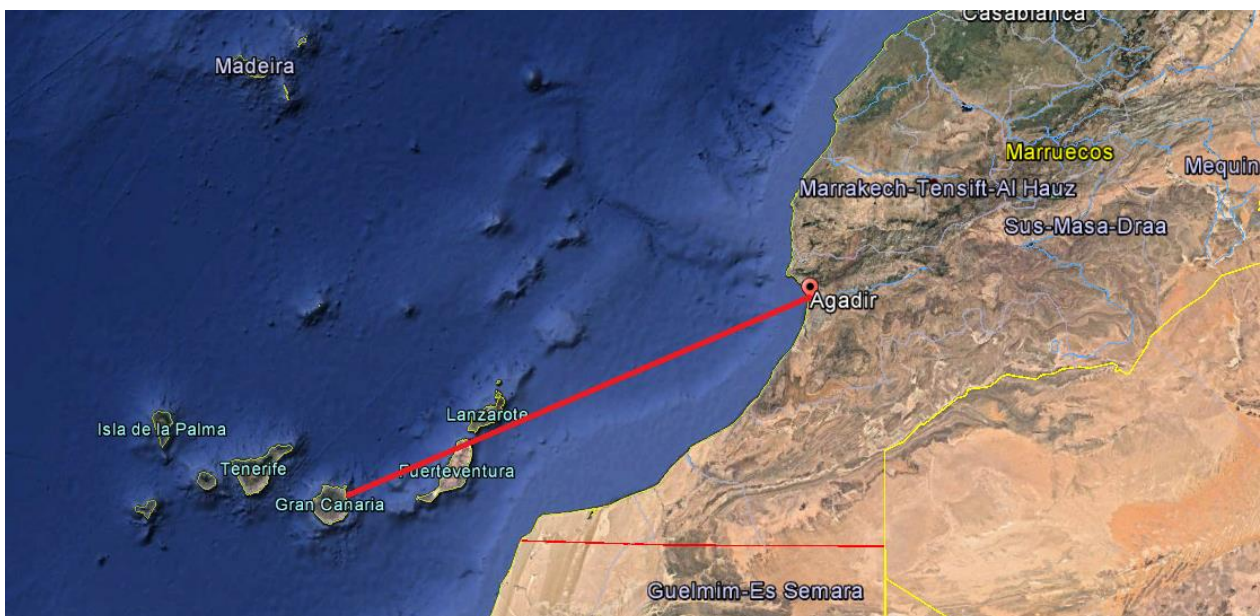 Casablanca
Madeira
Marruecos
Mequin
Marrakech-Tensift-Al Hauz
Sus-Masa-Draa
Agadir
Lanzarote
Isla de la Palma
Tenerife
Fuerteventura
Gran Canaria
Guelmim-Es Semara